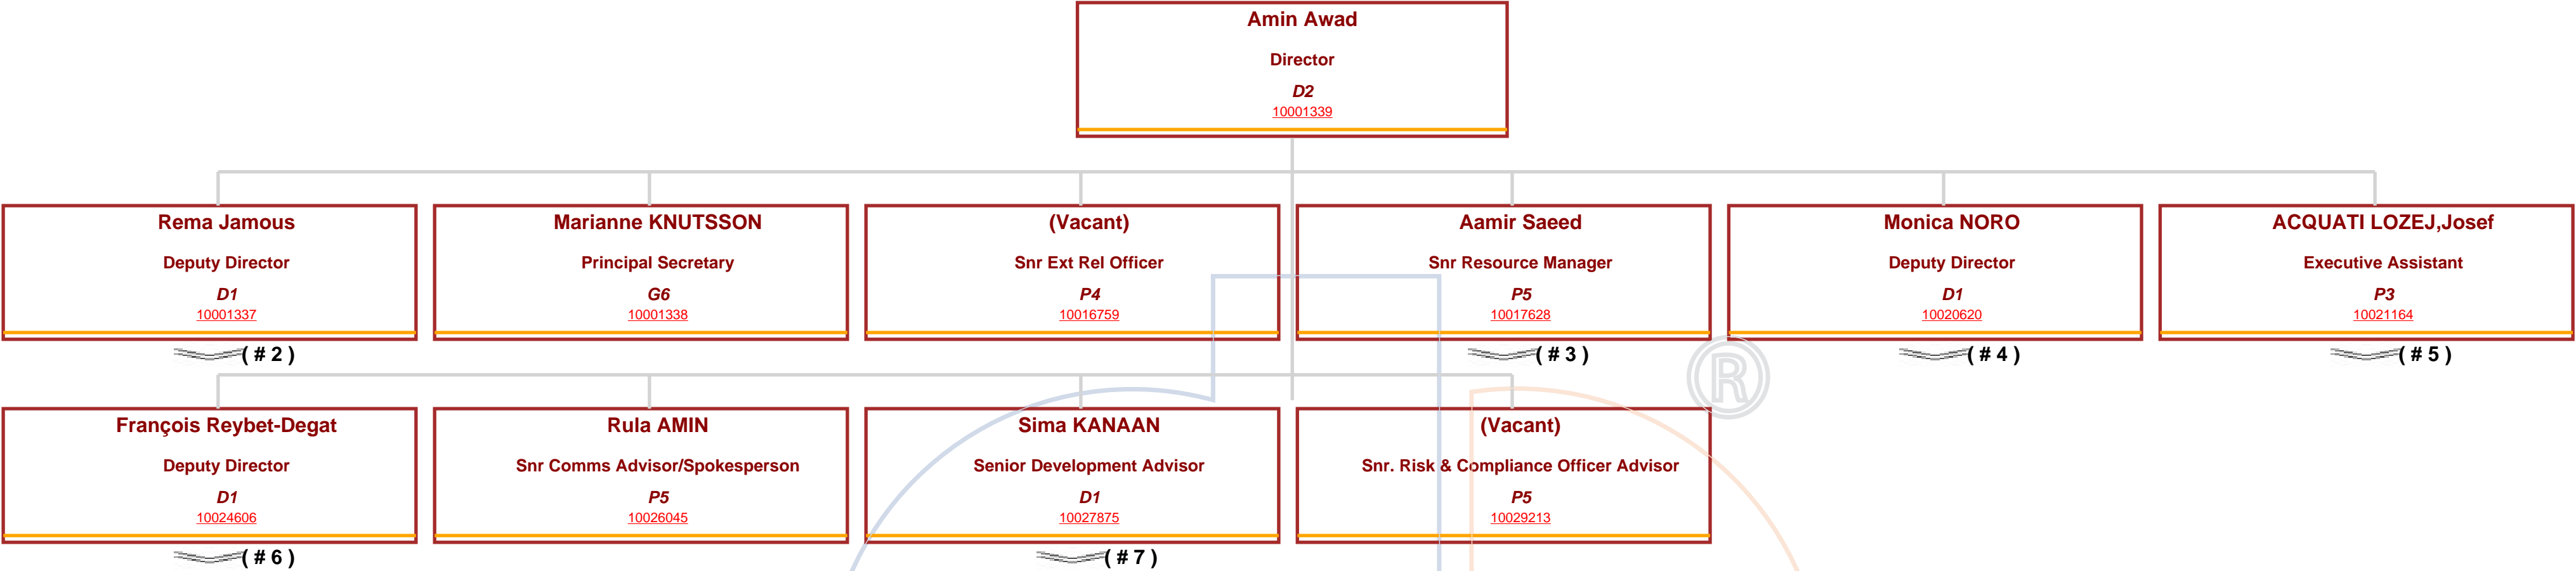 Amin Awad
Director
D2
10001339
Rema Jamous
Deputy Director
D1
10001337
( # 2 )
Marianne KNUTSSON
Principal Secretary
G6
10001338
(Vacant)
Snr Ext Rel Officer
P4
10016759
Aamir Saeed
Snr Resource Manager
P5
10017628
( # 3 )
Monica NORO
Deputy Director
D1
10020620
( # 4 )
ACQUATI LOZEJ,Josef
Executive Assistant
P3
10021164
( # 5 )
François Reybet-Degat
Deputy Director
D1
10024606
( # 6 )
Rula AMIN
Snr Comms Advisor/Spokesperson
P5
10026045
Sima KANAAN
Senior Development Advisor
D1
10027875
( # 7 )
(Vacant)
Snr. Risk & Compliance Officer Advisor
P5
10029213
®